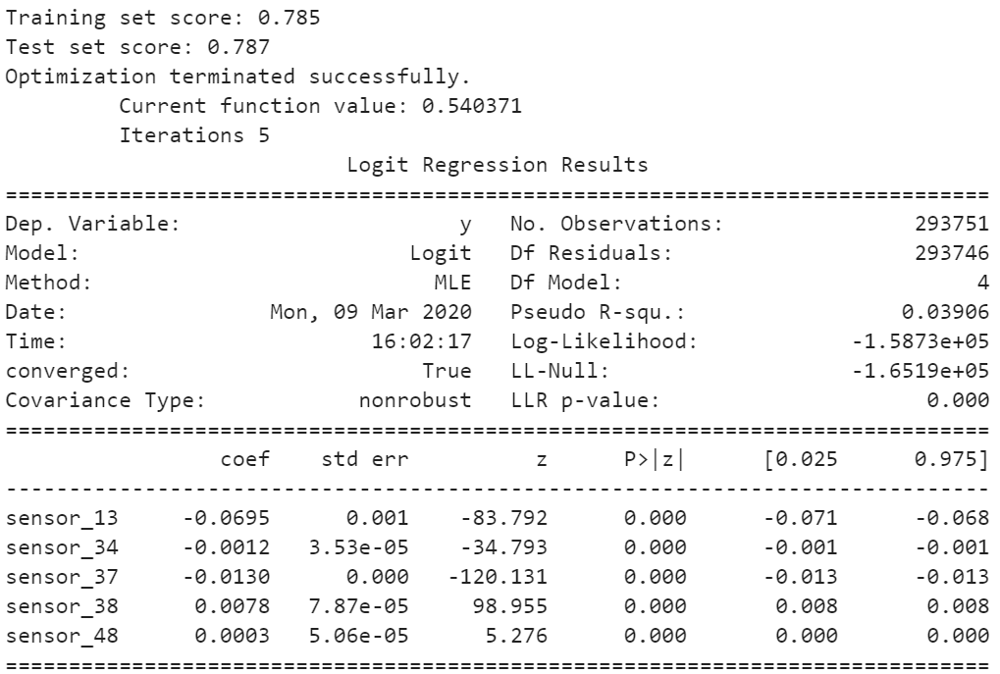 Training set score: 0.785
Test set score: 0.787
Optimization terminated successfully.
         Current function value: 0.540371
         Iterations 5
                           Logit Regression Results
==============================================================================
Dep. Variable:                      y   No. Observations:               293751
Model:                          Logit   Df Residuals:                   293746
Method:                           MLE   Df Model:                            4
Date:                Mon, 09 Mar 2020   Pseudo R-squ.:                 0.03906
Time:                        16:02:17   Log-Likelihood:            -1.5873e+05
converged:                       True   LL-Null:                   -1.6519e+05
Covariance Type:            nonrobust   LLR p-value:                     0.000
==============================================================================
                 coef    std err          z      P>|z|      [0.025      0.975]
------------------------------------------------------------------------------
sensor_13     -0.0695      0.001    -83.792      0.000      -0.071      -0.068
sensor_34     -0.0012   3.53e-05    -34.793      0.000      -0.001      -0.001
sensor_37     -0.0130      0.000   -120.131      0.000      -0.013      -0.013
sensor_38      0.0078   7.87e-05     98.955      0.000       0.008       0.008
sensor_48      0.0003   5.06e-05      5.276      0.000       0.000       0.000
==============================================================================